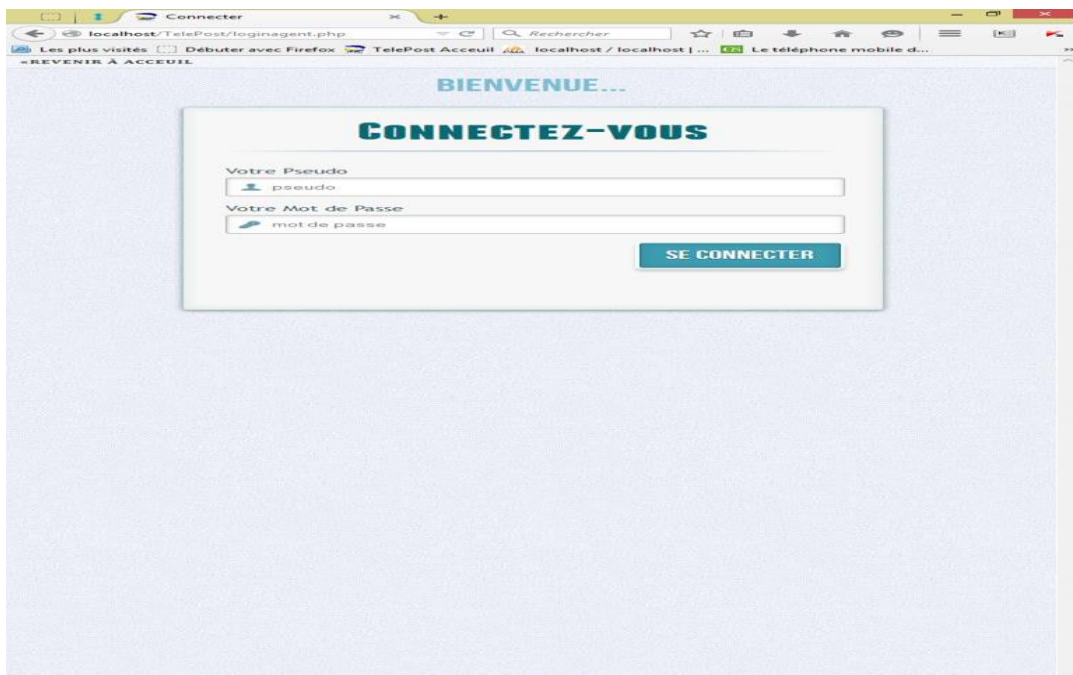 Connecter
localhost/TelePost/loginagent.php Rechercher
Les plus visités Débuter avec Firefox TelePost Acceuil localhost / localhost | ... Le téléphone mobile d...
«REVENIR À ACCEUIL
BIENVENUE...
CONNECTEZ-VOUS
Votre Pseudo
pseudo
Votre Mot de Passe
mot de passe
SE CONNECTER